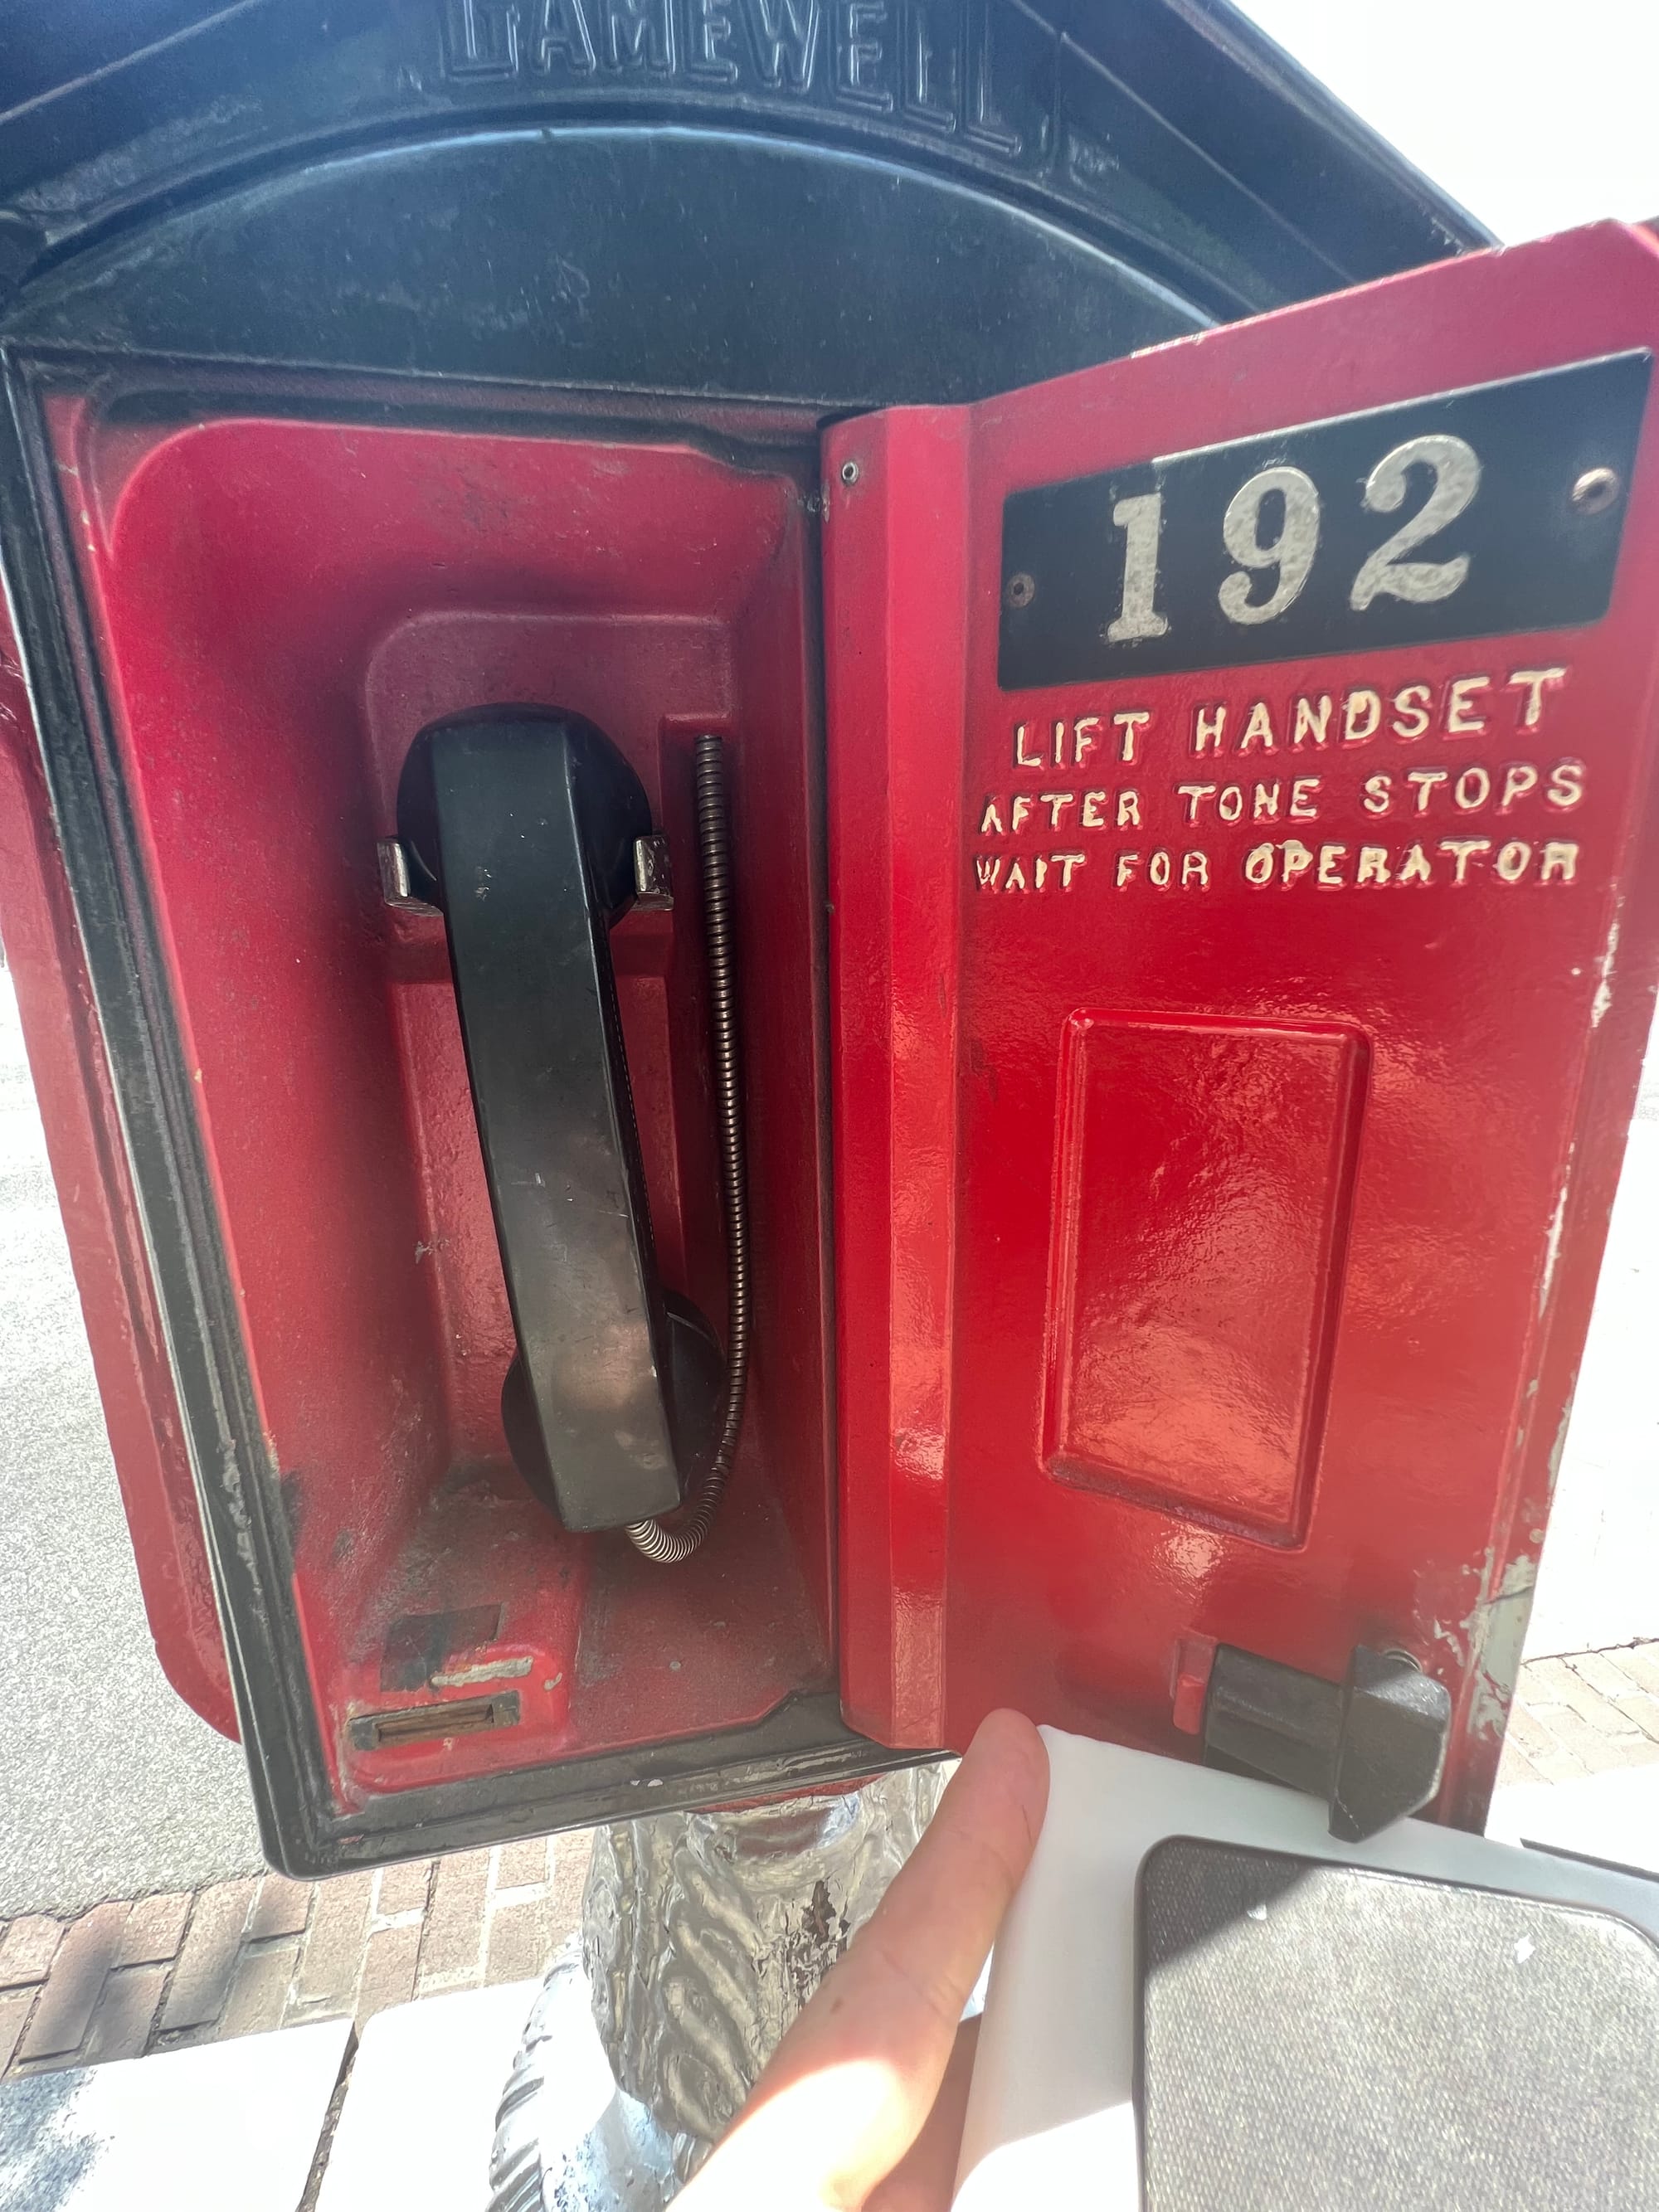 GAMEWELL
192
LIFT HANDSET
AFTER TONE STOPS
WAIT FOR OPERATOR